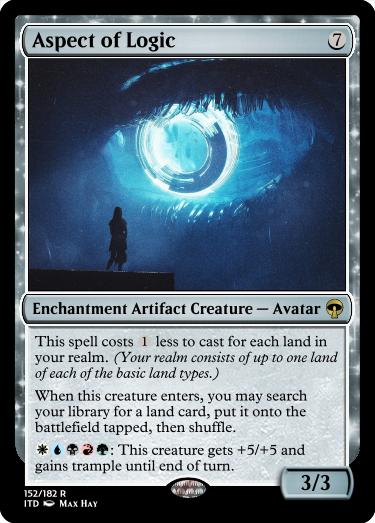 Aspect of Logic 7
Enchantment Artifact Creature — Avatar
This spell costs 1 less to cast for each land in
your realm. (Your realm consists of up to one land
of each of the basic land types.)
When this creature enters, you may search
your library for a land card, put it onto the
battlefield tapped, then shuffle.
: This creature gets +5/+5 and
gains trample until end of turn.
3/3
152/182 R
ITD Max Hay